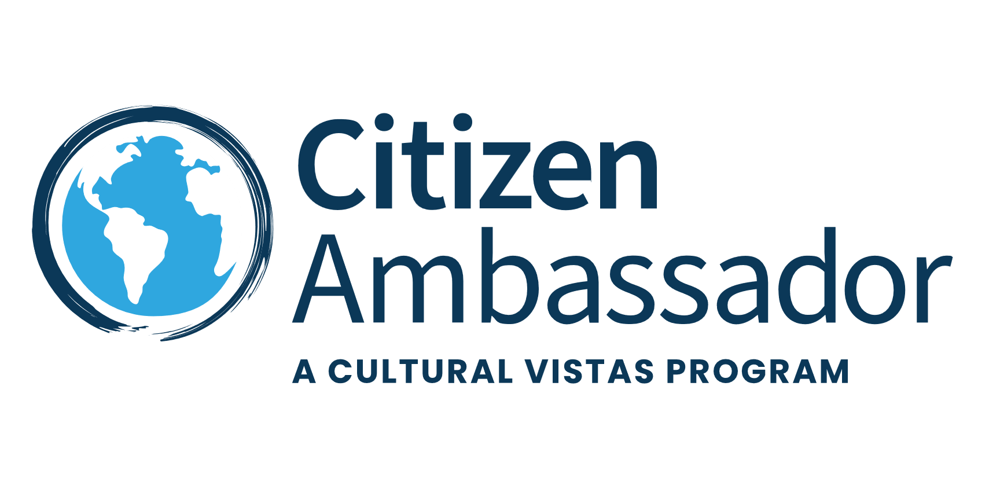 Citizen
Ambassador
A CULTURAL VISTAS PROGRAM